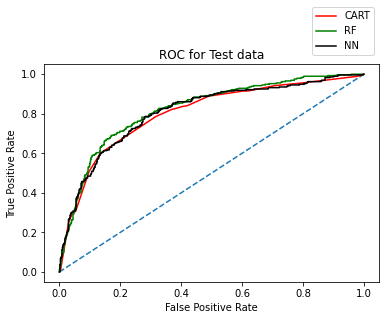 CART
RF
NN
ROC for Test data
1.0
0.8
0.6
0.4
0.2
0.0
True Positive Rate
0.0 0.2 0.4 0.6 0.8 1.0
False Positive Rate